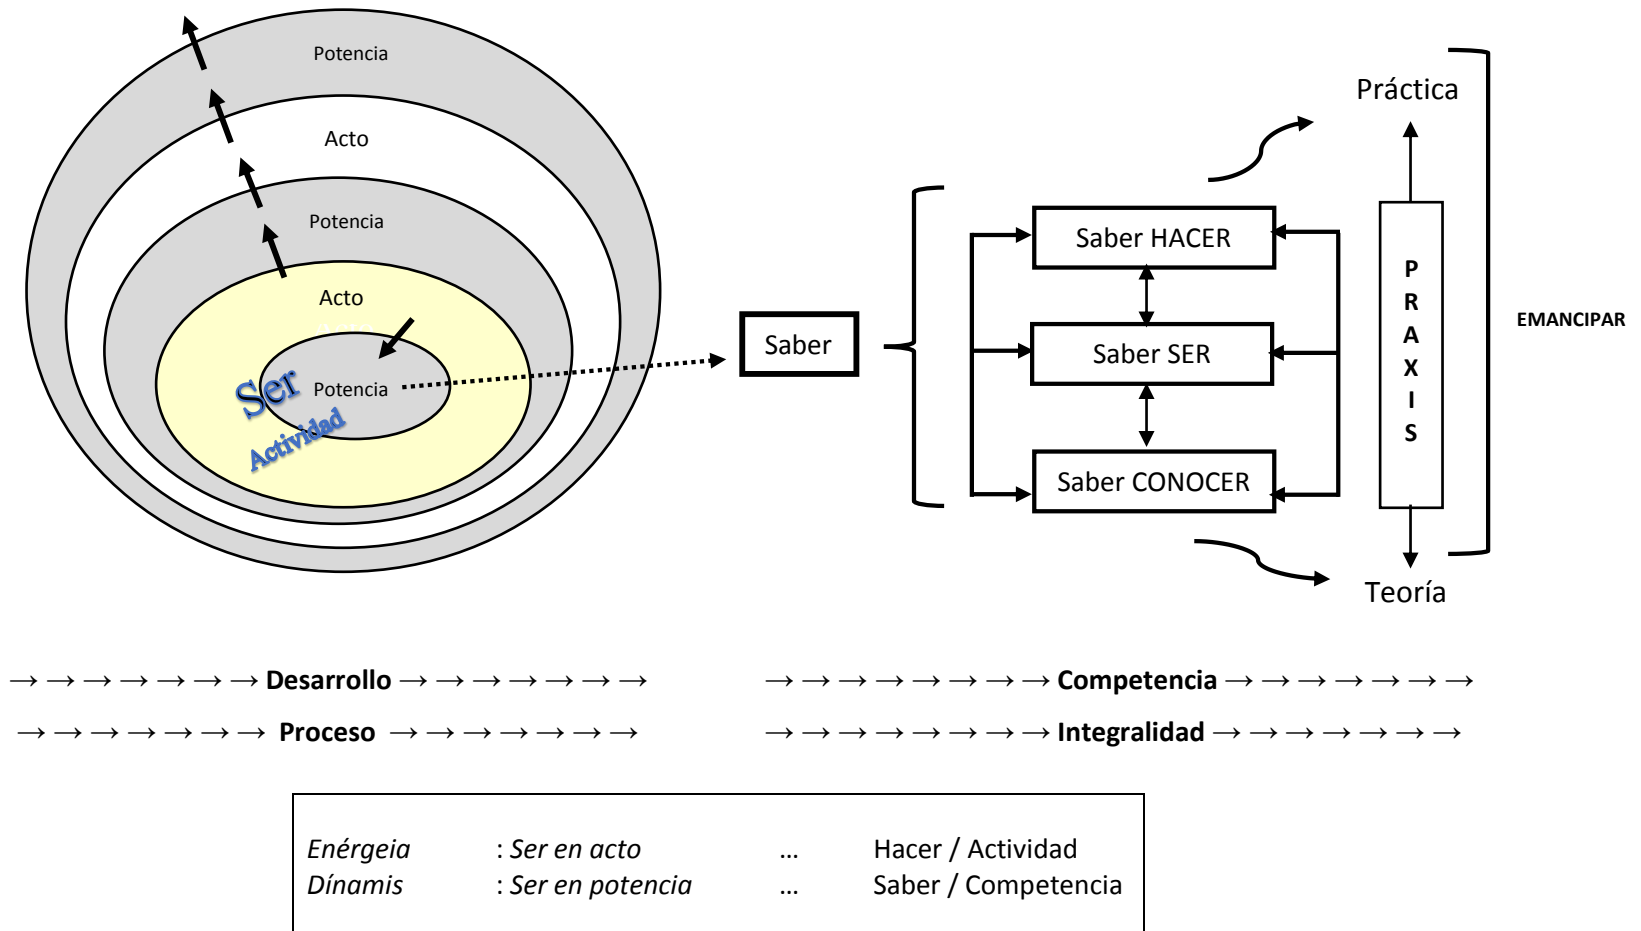 Potencia
Acto
Potencia
Acto
Potencia
Ser
Actividad
Saber
Saber HACER
Saber SER
Saber CONOCER
Práctica
P
R
A
X
I
S
Teoría
EMANCIPAR
→ → → → → → → Desarrollo → → → → → → →
→ → → → → → → → Competencia → → → → → → →
→ → → → → → → Proceso → → → → → → →
→ → → → → → → → Integralidad → → → → → → →
Enérgeia : Ser en acto ... Hacer / Actividad
Dínamis : Ser en potencia ... Saber / Competencia